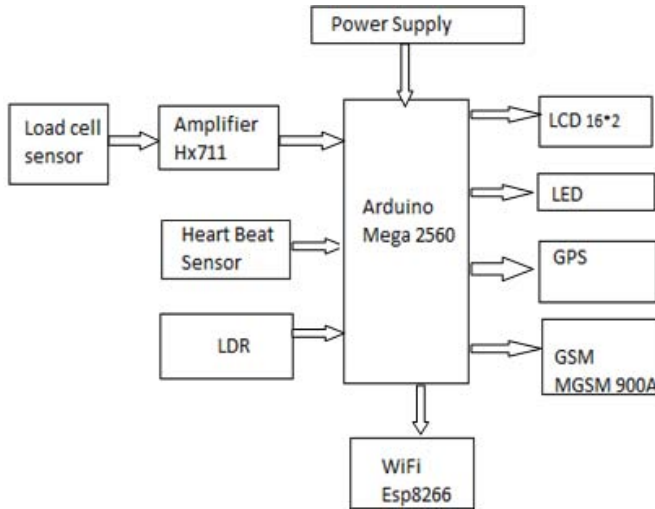 Power Supply
Load cell
sensor
Amplifier
Hx711
Heart Beat
Sensor
LDR
Arduino
Mega 2560
LCD 16*2
LED
GPS
GSM
MGSM 900A
WiFi
Esp8266